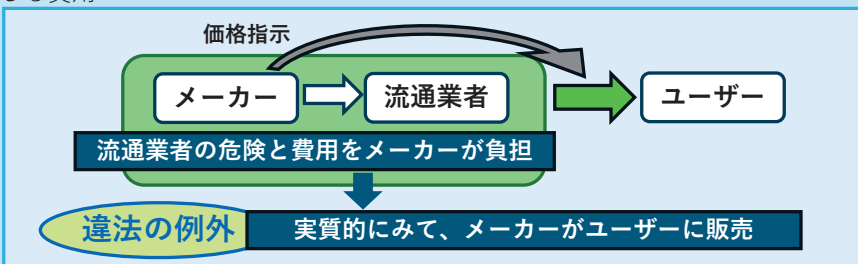 価格指示
メーカー
流通業者
ユーザー
流通業者の危険と費用をメーカーが負担
違法の例外
実質的にみて、メーカーがユーザーに販売